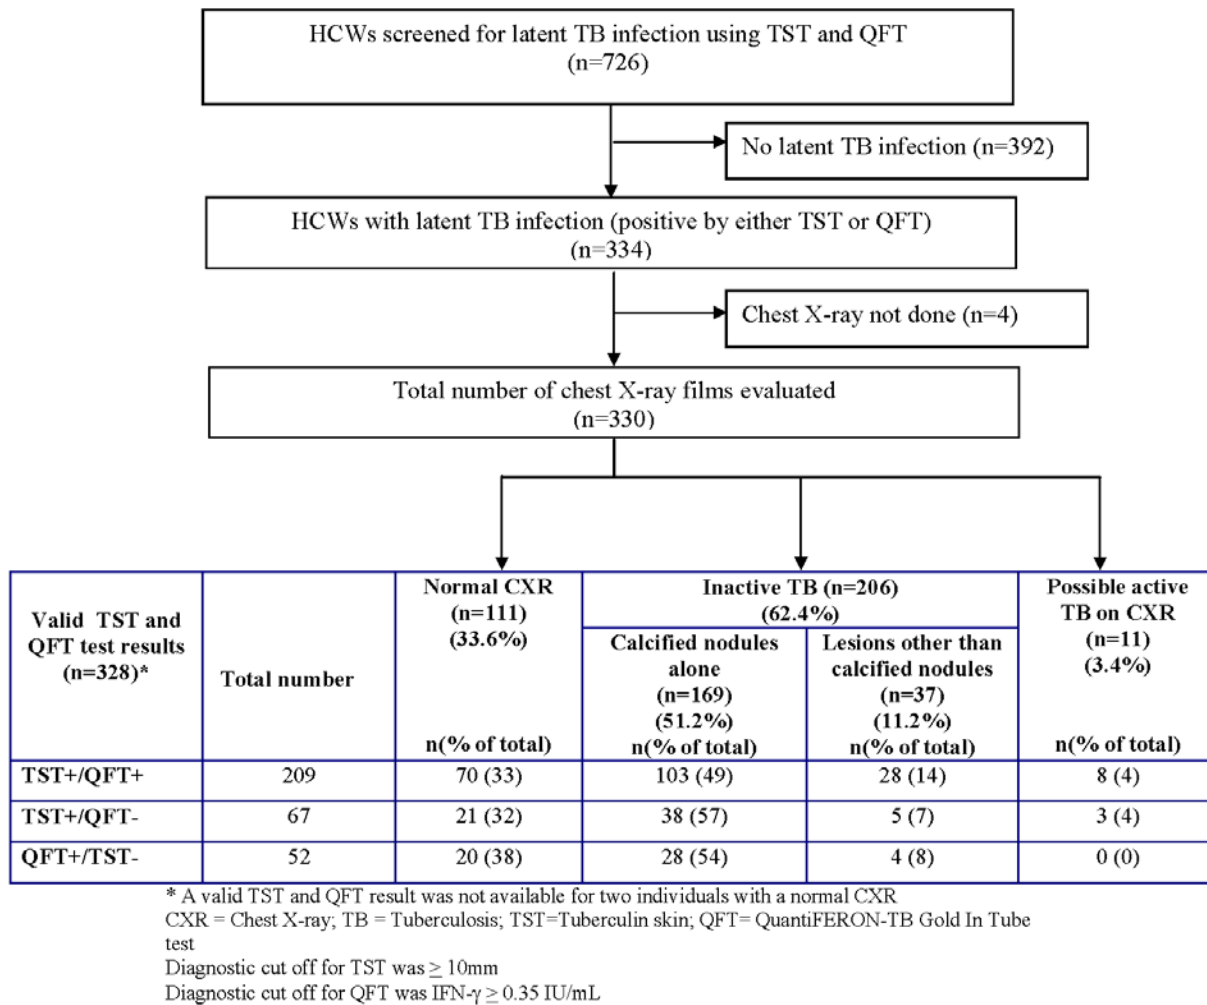 HCWs screened for latent TB infection using TST and QFT
(n=726)
No latent TB infection (n=392)
HCWs with latent TB infection (positive by either TST or QFT)
(n=334)
Chest X-ray not done (n=4)
Total number of chest X-ray films evaluated
(n=330)
Valid TST and
QFT test results
(n=328)*
Total number
Normal CXR
(n=111)
(33.6%)
n(% of total)
Inactive TB (n=206)
(62.4%)
Calcified nodules
alone
(n=169)
(51.2%)
n(% of total)
Lesions other than
calcified nodules
(n=37)
(11.2%)
n(% of total)
Possible active
TB on CXR
(n=11)
(3.4%)
n(% of total)
TST+/QFT+ 209 70 (33) 103 (49) 28 (14) 8 (4)
TST+/QFT- 67 21 (32) 38 (57) 5 (7) 3 (4)
QFT+/TST- 52 20 (38) 28 (54) 4 (8) 0 (0)
* A valid TST and QFT result was not available for two individuals with a normal CXR
CXR = Chest X-ray; TB = Tuberculosis; TST=Tuberculin skin; QFT= QuantiFERON-TB Gold In Tube
test
Diagnostic cut off for TST was ≥ 10mm
Diagnostic cut off for QFT was IFN-γ ≥ 0.35 IU/mL